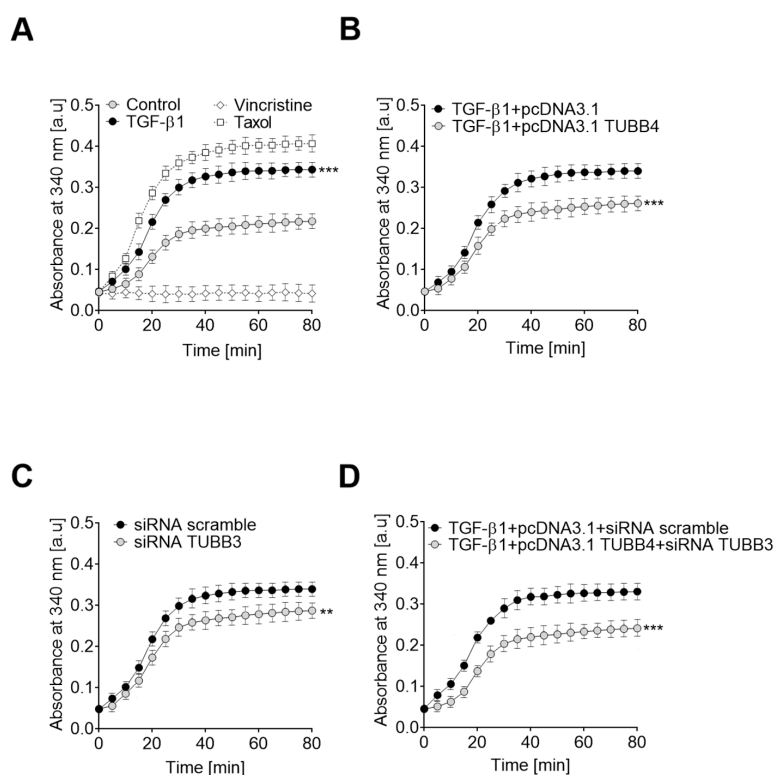 A
Control
Vincristine
TGF-β1
Taxol
Absorbance at 340 nm [a.u]
0.5
0.4
0.3
0.2
0.1
0.0
***
0 20 40 60 80
Time [min]
B
TGF-β1+pcDNA3.1
TGF-β1+pcDNA3.1 TUBB4
Absorbance at 340 nm [a.u]
0.5
0.4
0.3
0.2
0.1
0.0
***
0 20 40 60 80
Time [min]
C
siRNA scramble
siRNA TUBB3
Absorbance at 340 nm [a.u]
0.5
0.4
0.3
0.2
0.1
0.0
**
0 20 40 60 80
Time [min]
D
TGF-β1+pcDNA3.1+siRNA scramble
TGF-β1+pcDNA3.1 TUBB4+siRNA TUBB3
Absorbance at 340 nm [a.u]
0.5
0.4
0.3
0.2
0.1
0.0
***
0 20 40 60 80
Time [min]